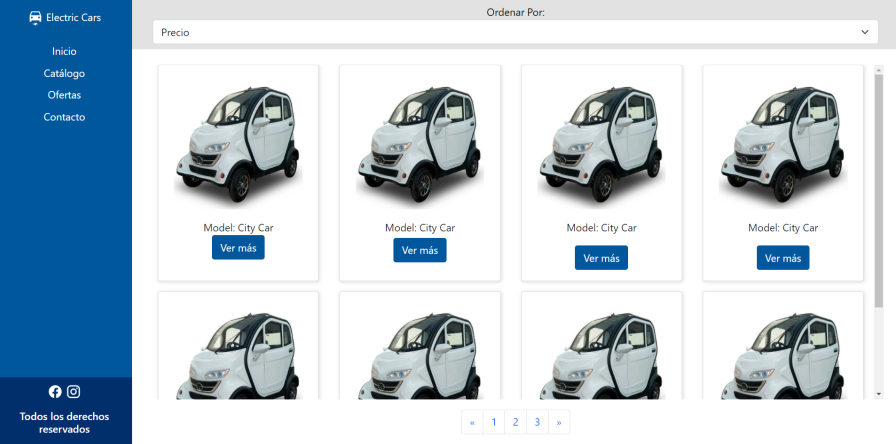 Electric Cars
Inicio
Catálogo
Ofertas
Contacto
Todos los derechos
reservados
Ordenar Por:
Precio
Model: City Car
Ver más
Model: City Car
Ver más
Model: City Car
Ver más
Model: City Car
Ver más
« 1 2 3 »